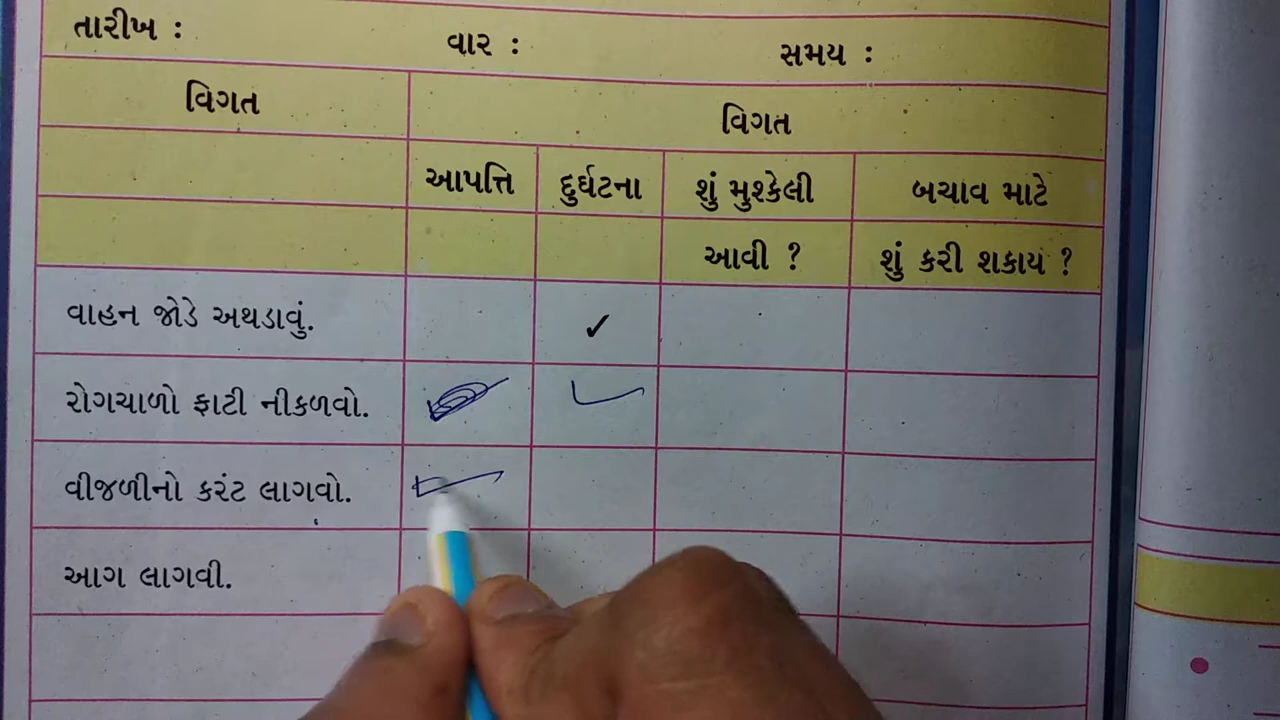 તારીખ : વાર : સમય :
વિગત વિગત
આપત્તિ દુર્ઘટના શું મુશ્કેલી બચાવ માટે
આવી ? શું કરી શકાય ?
વાહન જોડે અથડાવું. ✓
રોગચાળો ફાટી નીકળવો.
વીજળીનો કરંટ લાગવો.
આગ લાગવી.